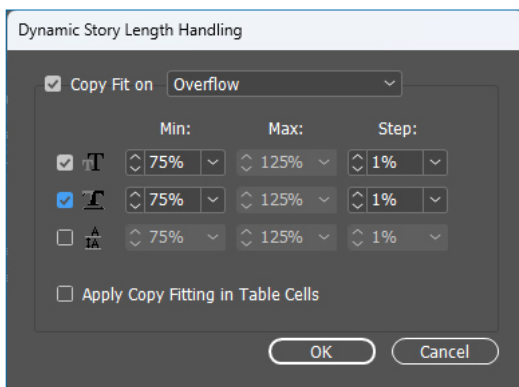 Dynamic Story Length Handling
Copy Fit on Overflow
Min: Max: Step:
75% 125% 1%
75% 125% 1%
75% 125% 1%
Apply Copy Fitting in Table Cells
OK Cancel